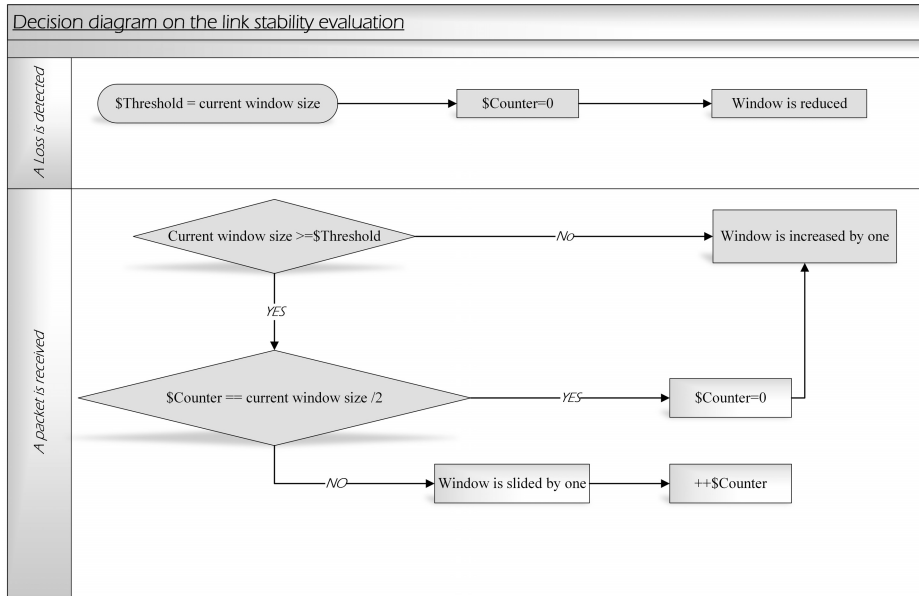 Decision diagram on the link stability evaluation
A Loss is detected
$Threshold = current window size
$Counter=0
Window is reduced
A packet is received
Current window size >=$Threshold
No
Window is increased by one
YES
$Counter == current window size /2
YES
$Counter=0
NO
Window is slided by one
++$Counter